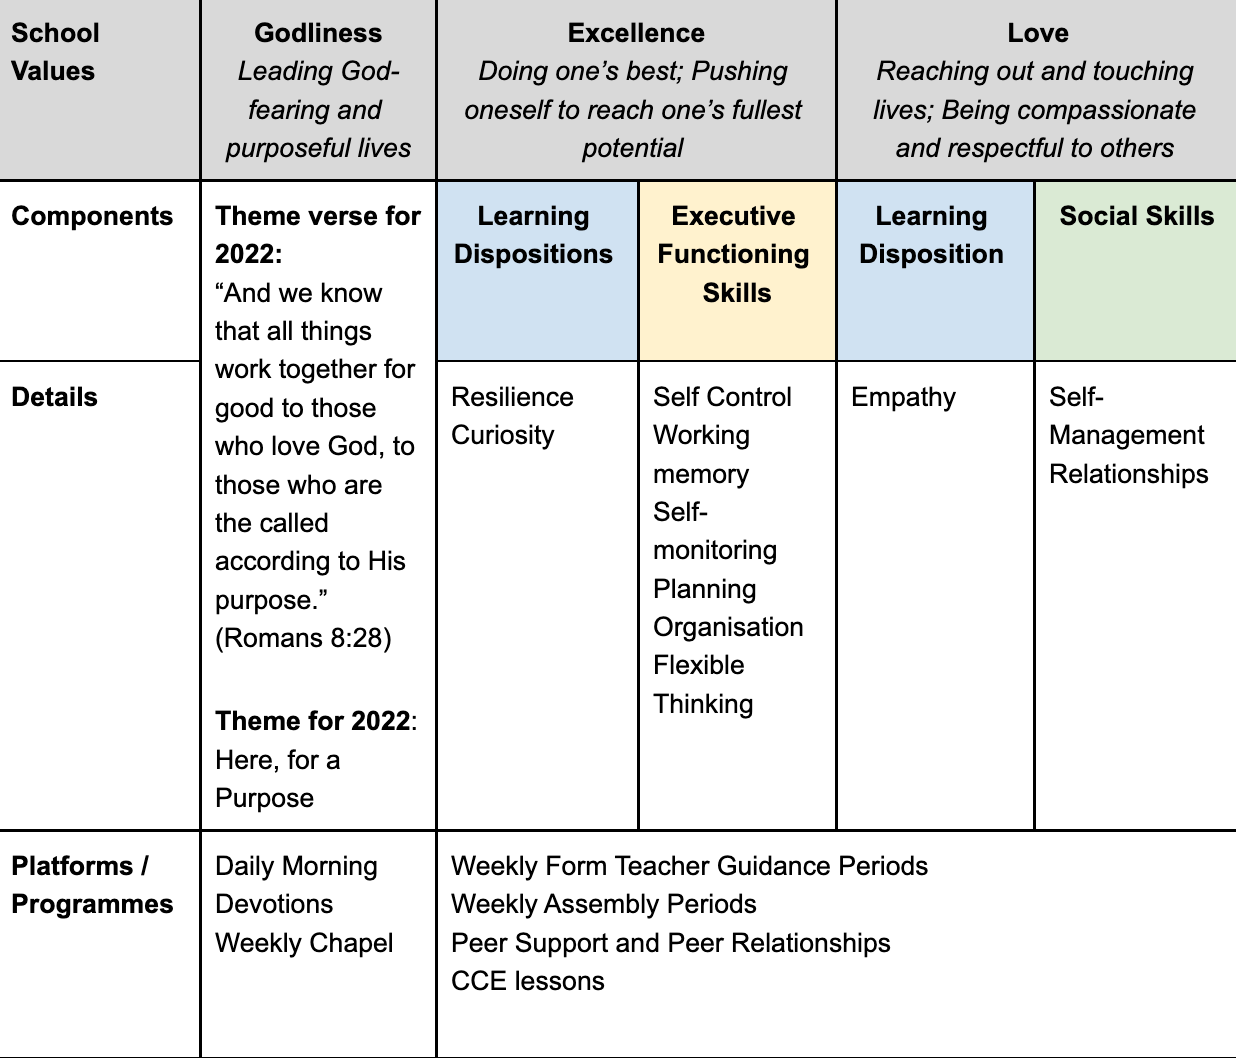 School
Values
Godliness
Leading God-
fearing and
purposeful lives
Excellence
Doing one’s best; Pushing
oneself to reach one’s fullest
potential
Love
Reaching out and touching
lives; Being compassionate
and respectful to others
Components
Theme verse for
2022:
“And we know
that all things
work together for
good to those
who love God, to
those who are
the called
according to His
purpose.”
(Romans 8:28)
Theme for 2022:
Here, for a
Purpose
Learning
Dispositions
Executive
Functioning
Skills
Learning
Disposition
Social Skills
Details
Resilience
Curiosity
Self Control
Working
memory
Self-
monitoring
Planning
Organisation
Flexible
Thinking
Empathy
Self-
Management
Relationships
Platforms /
Programmes
Daily Morning
Devotions
Weekly Chapel
Weekly Form Teacher Guidance Periods
Weekly Assembly Periods
Peer Support and Peer Relationships
CCE lessons